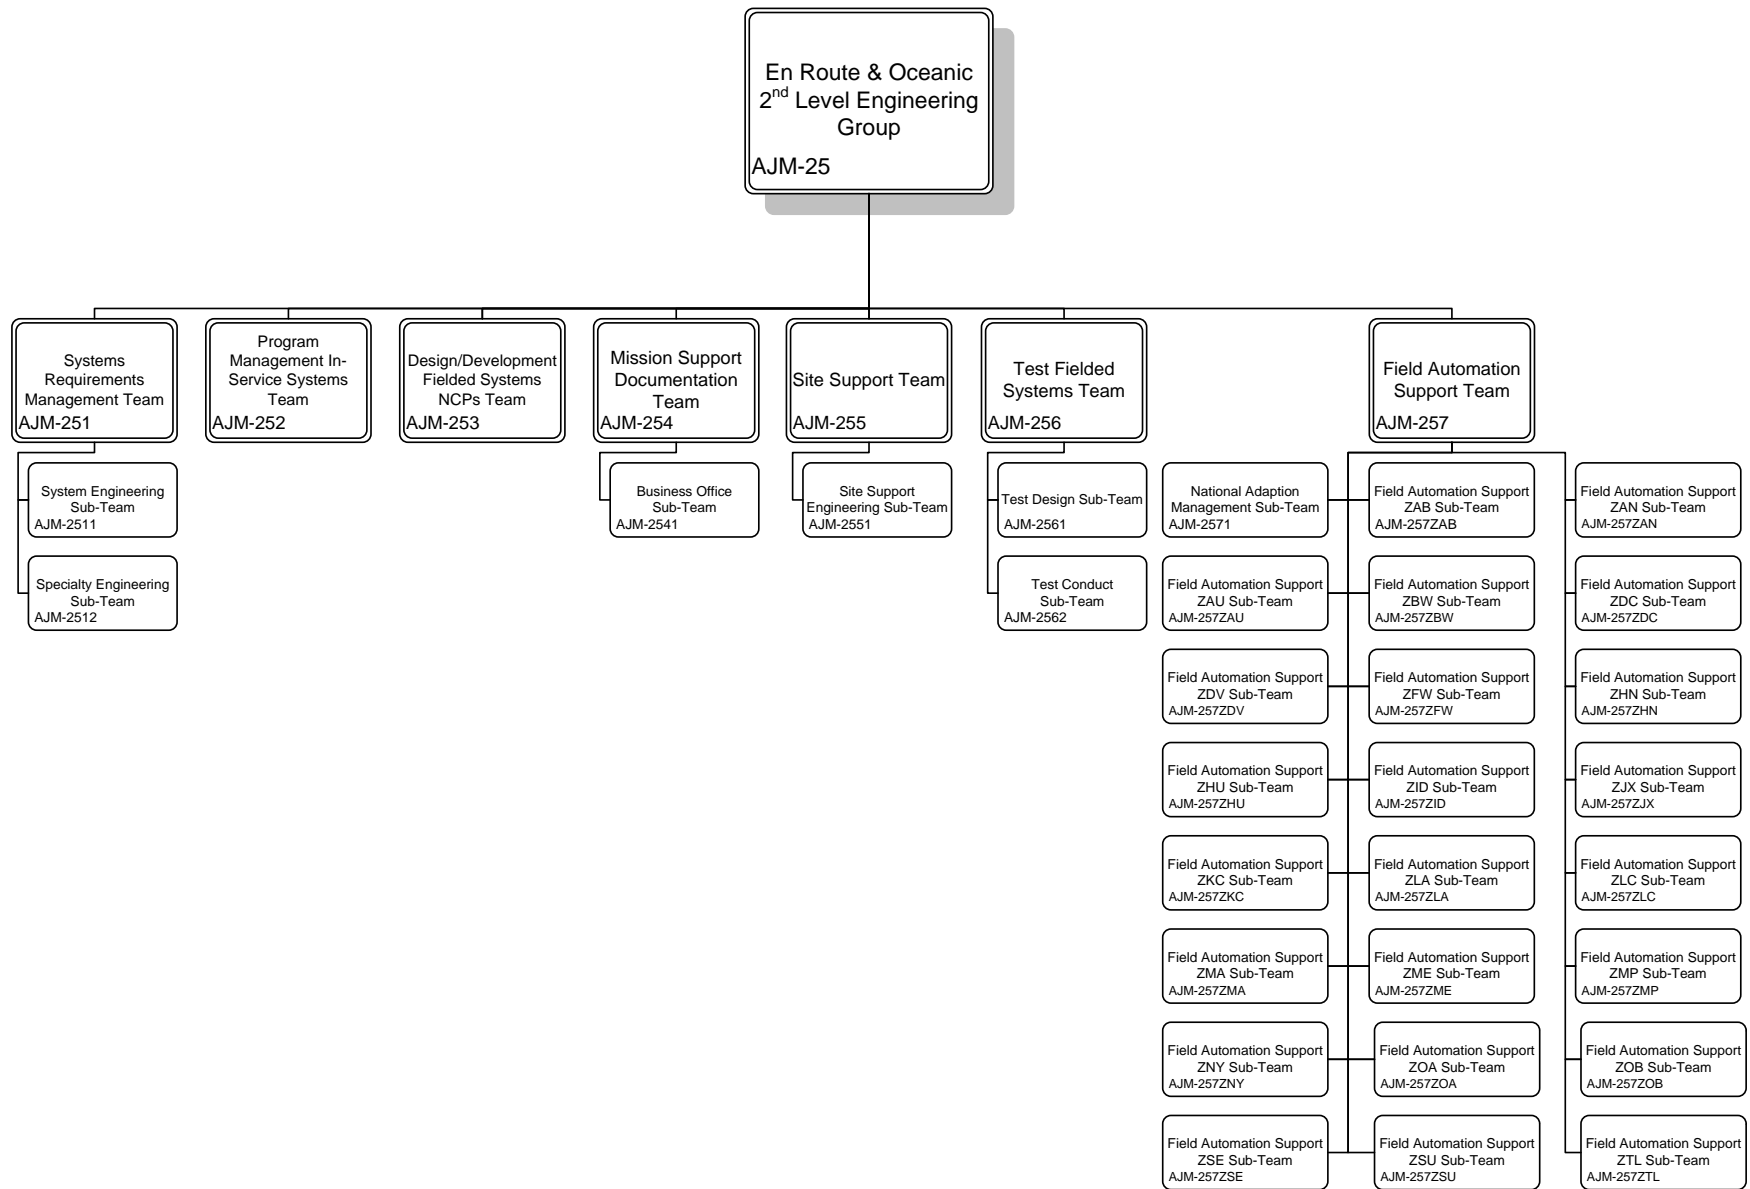 En Route & Oceanic
2nd Level Engineering
Group
AJM-25
Systems
Requirements
Management Team
AJM-251
Program
Management In-
Service Systems
Team
AJM-252
Design/Development
Fielded Systems
NCPs Team
AJM-253
Mission Support
Documentation
Team
AJM-254
Site Support Team
AJM-255
Test Fielded
Systems Team
AJM-256
Field Automation
Support Team
AJM-257
System Engineering
Sub-Team
AJM-2511
Specialty Engineering
Sub-Team
AJM-2512
Business Office
Sub-Team
AJM-2541
Site Support
Engineering Sub-Team
AJM-2551
Test Design Sub-Team
AJM-2561
Test Conduct
Sub-Team
AJM-2562
National Adaption
Management Sub-Team
AJM-2571
Field Automation Support
ZAB Sub-Team
AJM-257ZAB
Field Automation Support
ZAN Sub-Team
AJM-257ZAN
Field Automation Support
ZAU Sub-Team
AJM-257ZAU
Field Automation Support
ZBW Sub-Team
AJM-257ZBW
Field Automation Support
ZDC Sub-Team
AJM-257ZDC
Field Automation Support
ZDV Sub-Team
AJM-257ZDV
Field Automation Support
ZFW Sub-Team
AJM-257ZFW
Field Automation Support
ZHN Sub-Team
AJM-257ZHN
Field Automation Support
ZHU Sub-Team
AJM-257ZHU
Field Automation Support
ZID Sub-Team
AJM-257ZID
Field Automation Support
ZJX Sub-Team
AJM-257ZJX
Field Automation Support
ZKC Sub-Team
AJM-257ZKC
Field Automation Support
ZLA Sub-Team
AJM-257ZLA
Field Automation Support
ZLC Sub-Team
AJM-257ZLC
Field Automation Support
ZMA Sub-Team
AJM-257ZMA
Field Automation Support
ZME Sub-Team
AJM-257ZME
Field Automation Support
ZMP Sub-Team
AJM-257ZMP
Field Automation Support
ZNY Sub-Team
AJM-257ZNY
Field Automation Support
ZOA Sub-Team
AJM-257ZOA
Field Automation Support
ZOB Sub-Team
AJM-257ZOB
Field Automation Support
ZSE Sub-Team
AJM-257ZSE
Field Automation Support
ZSU Sub-Team
AJM-257ZSU
Field Automation Support
ZTL Sub-Team
AJM-257ZTL